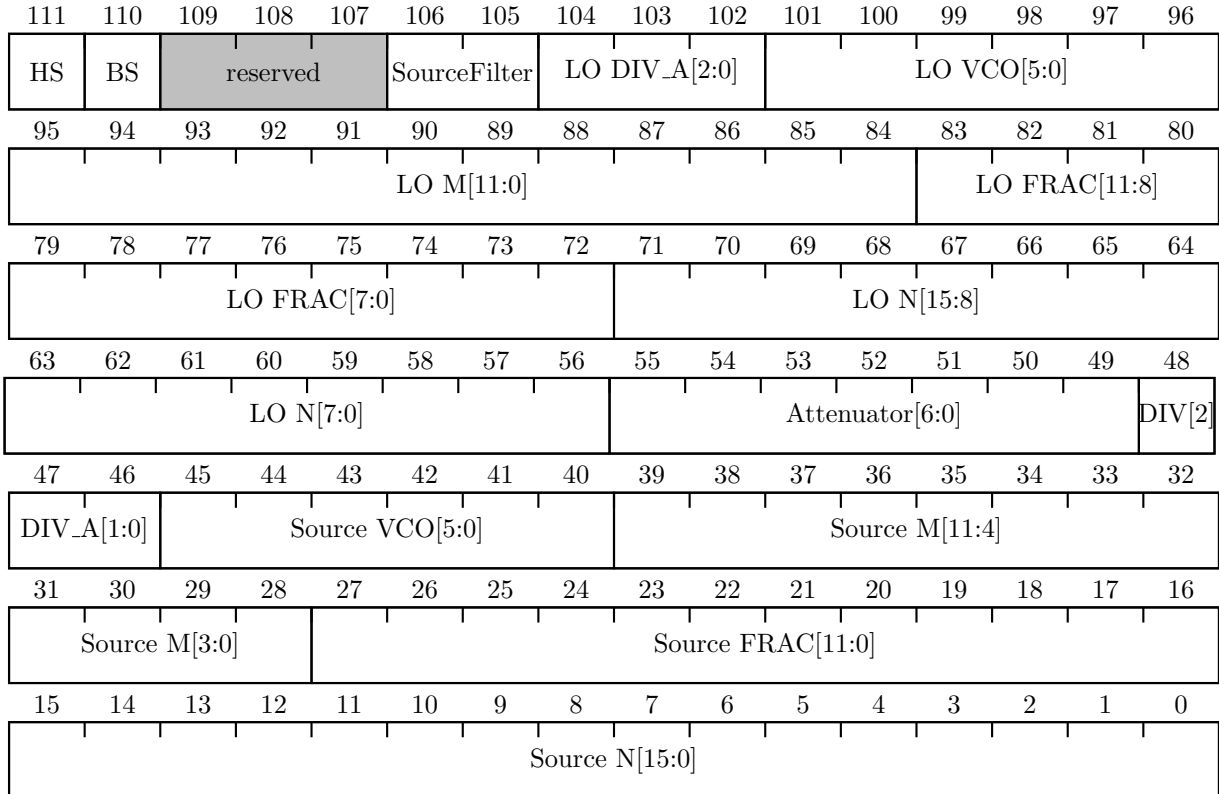 111 110 109 108 107 106 105 104 103 102 101 100 99 98 97 96
HS BS reserved SourceFilter LO DIV_A[2:0] LO VCO[5:0]
95 94 93 92 91 90 89 88 87 86 85 84 83 82 81 80
LO M[11:0] LO FRAC[11:8]
79 78 77 76 75 74 73 72 71 70 69 68 67 66 65 64
LO FRAC[7:0] LO N[15:8]
63 62 61 60 59 58 57 56 55 54 53 52 51 50 49 48
LO N[7:0] Attenuator[6:0] DIV[2]
47 46 45 44 43 42 41 40 39 38 37 36 35 34 33 32
DIV_A[1:0] Source VCO[5:0] Source M[11:4]
31 30 29 28 27 26 25 24 23 22 21 20 19 18 17 16
Source M[3:0] Source FRAC[11:0]
15 14 13 12 11 10 9 8 7 6 5 4 3 2 1 0
Source N[15:0]